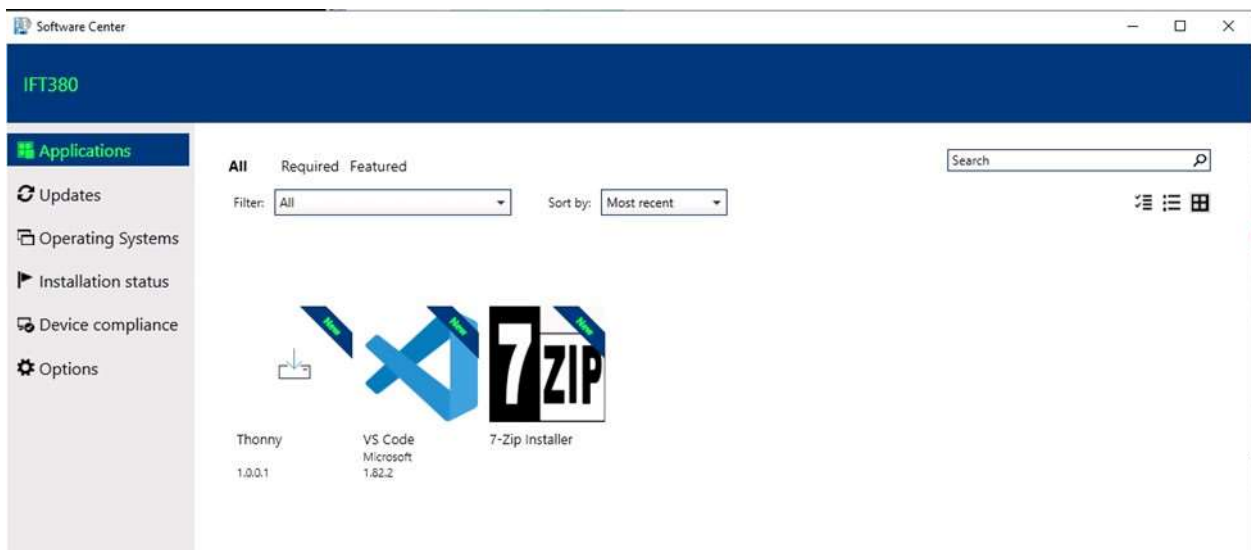 Software Center
IFT380
Applications
Updates
Operating Systems
Installation status
Device compliance
Options
All Required Featured
Search
Filter: All Sort by: Most recent
New New New
7 ZIP
Thonny VS Code 7-Zip Installer
Microsoft
1.0.0.1 1.82.2